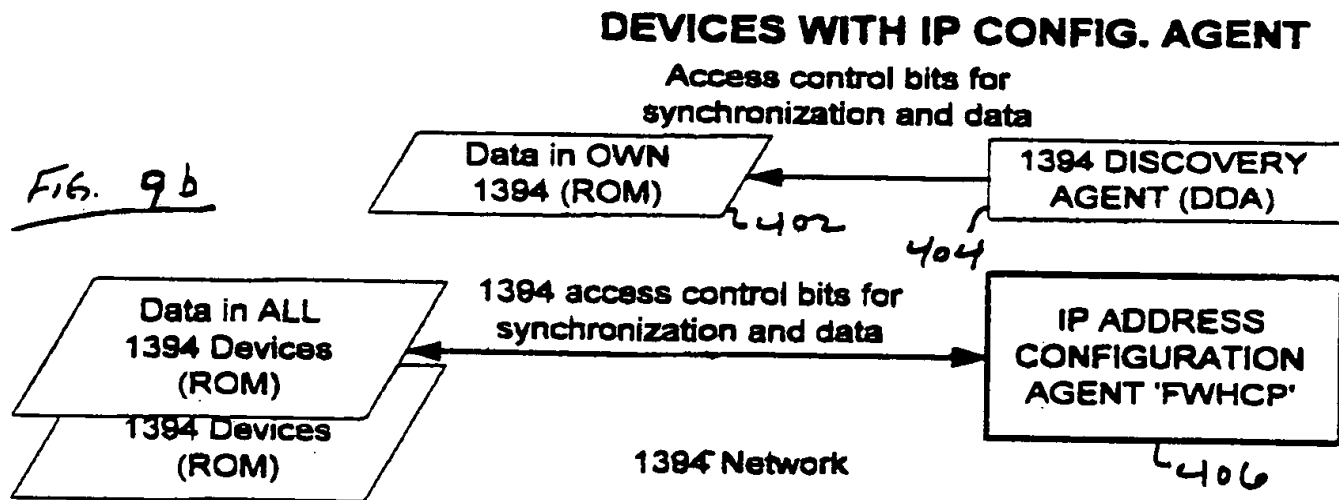 DEVICES WITH IP CONFIG. AGENT
Access control bits for
synchronization and data
FIG. 9b
Data in OWN
1394 (ROM)
1394 DISCOVERY
AGENT (DDA)
402
404
Data in ALL
1394 Devices
(ROM)
1394 access control bits for
synchronization and data
IP ADDRESS
CONFIGURATION
AGENT 'FWHCP'
1394 Devices
(ROM)
1394 Network
406